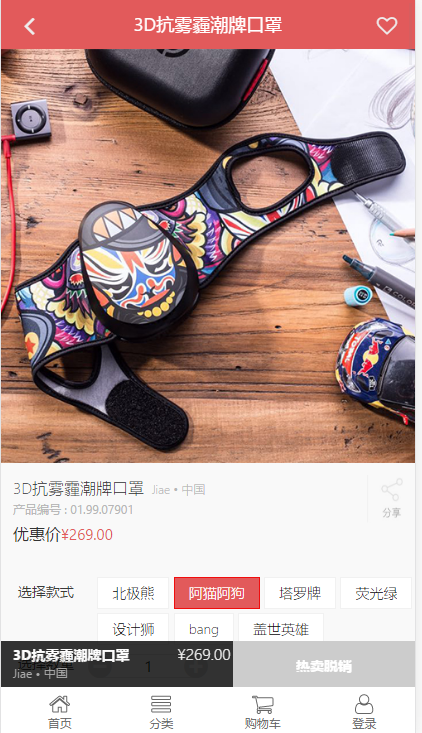 3D抗雾霾潮牌口罩
3D抗雾霾潮牌口罩 Jiae • 中国
产品编号 : 01.99.07901
分享
优惠价¥269.00
选择款式 北极熊 阿猫阿狗 塔罗牌 荧光绿
设计狮 bang 盖世英雄
3D抗雾霾潮牌口罩 ¥269.00
Jiae • 中国
热卖脱销
1
首页 分类 购物车 登录